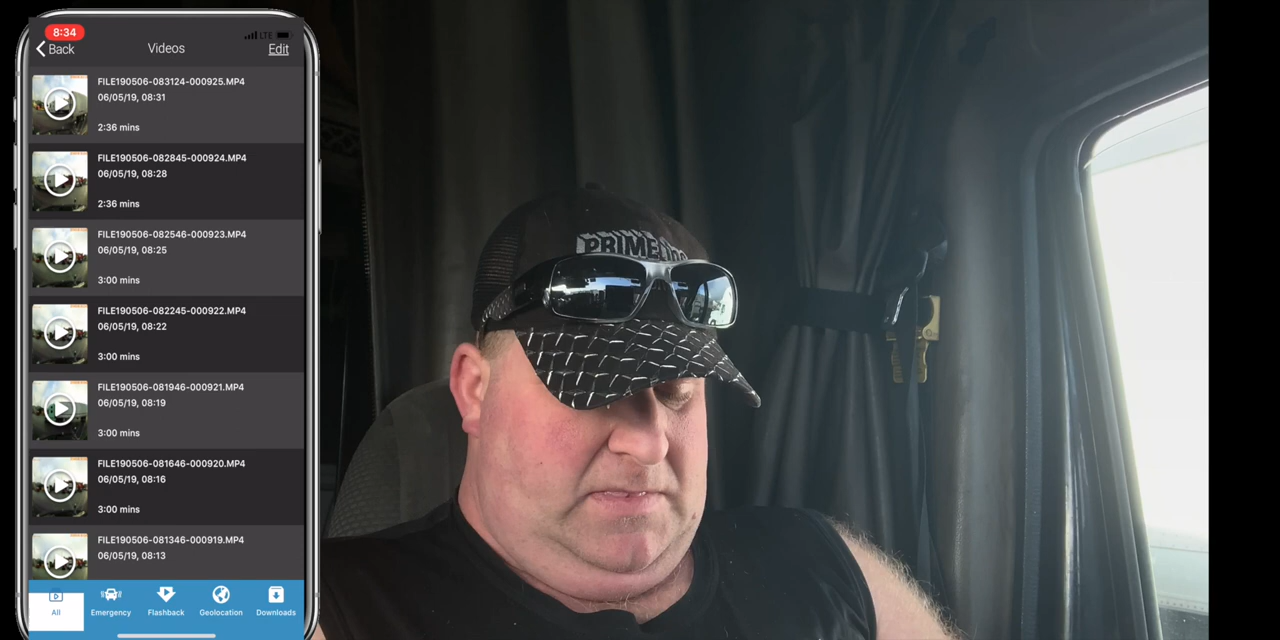 8:34
LTE
Back
Videos
Edit
FILE190506-083124-000925.MP4
06/05/19, 08:31
2:36 mins
FILE190506-082845-000924.MP4
06/05/19, 08:28
2:36 mins
FILE190506-082546-000923.MP4
06/05/19, 08:25
3:00 mins
FILE190506-082245-000922.MP4
06/05/19, 08:22
3:00 mins
FILE190506-081946-000921.MP4
06/05/19, 08:19
3:00 mins
FILE190506-081646-000920.MP4
06/05/19, 08:16
3:00 mins
FILE190506-081346-000919.MP4
06/05/19, 08:13
All
Emergency
Flashback
Geolocation
Downloads